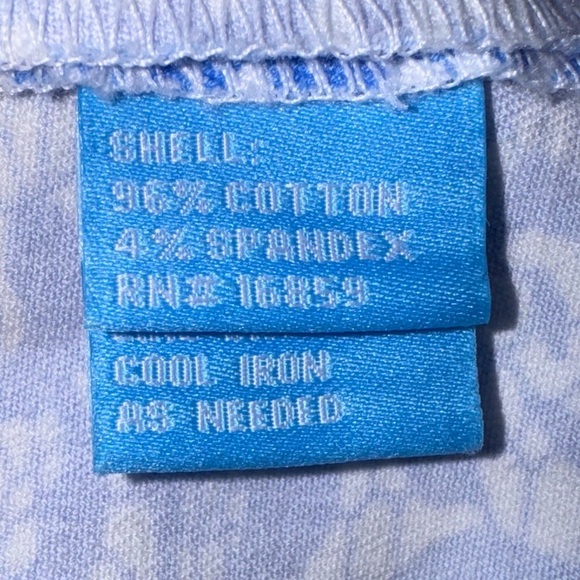 SHELL:
96% COTTON
4% SPANDEX
RN# 16859
COOL IRON
AS NEEDED